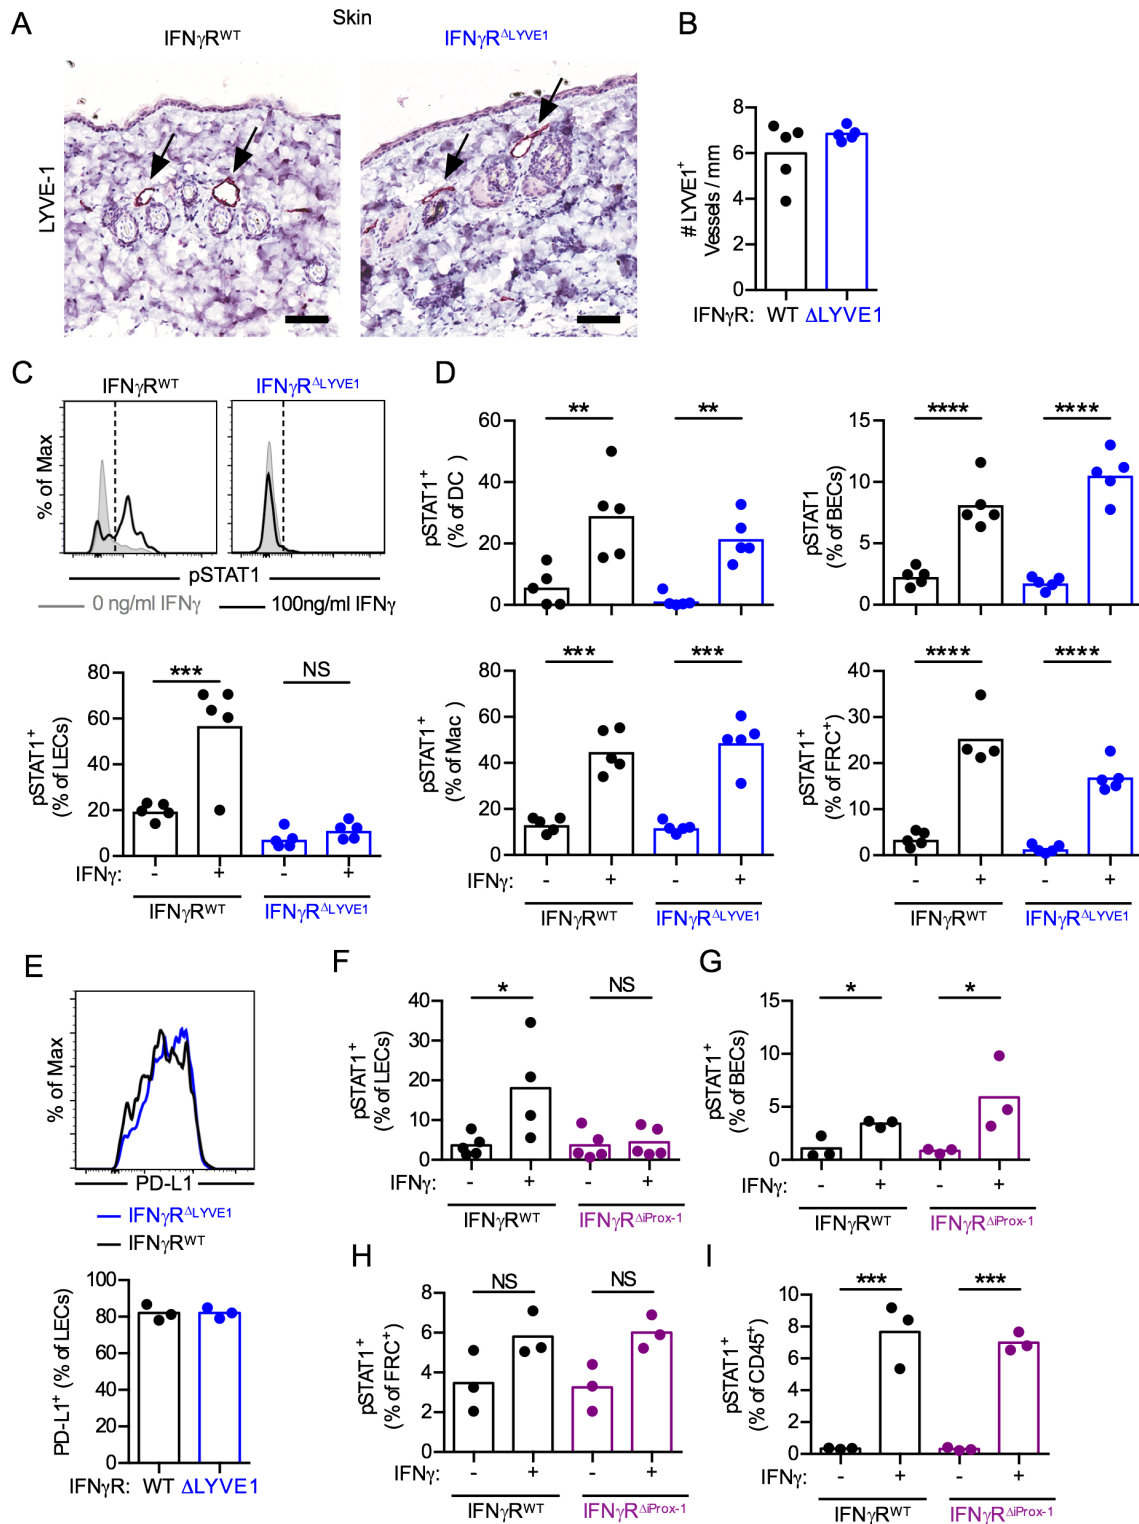 A
Skin
IFNγR^WT
IFNγR^ΔLYVE1
LYVE-1
B
# LYVE1⁺
Vessels / mm
8
6
4
2
0
IFNγR: WT ΔLYVE1
C
IFNγR^WT
IFNγR^ΔLYVE1
% of Max
pSTAT1
0 ng/ml IFNγ
100ng/ml IFNγ
pSTAT1⁺
(% of LECs)
80
60
40
20
0
***
NS
IFNγ: - + - +
IFNγR^WT
IFNγR^ΔLYVE1
D
pSTAT1⁺
(% of DC )
60
40
20
0
**
**
pSTAT1
(% of BECs)
15
10
5
0
****
****
pSTAT1⁺
(% of Mac )
80
60
40
20
0
***
***
IFNγ: - + - +
IFNγR^WT
IFNγR^ΔLYVE1
pSTAT1⁺
(% of FRC⁺)
40
30
20
10
0
****
****
- + - +
IFNγR^WT
IFNγR^ΔLYVE1
E
% of Max
PD-L1
IFNγR^ΔLYVE1
IFNγR^WT
PD-L1⁺ (% of LECs)
100
80
60
40
20
0
IFNγR: WT ΔLYVE1
F
pSTAT1⁺
(% of LECs)
40
30
20
10
0
*
NS
IFNγ: - + - +
IFNγR^WT
IFNγR^ΔiProx-1
G
pSTAT1⁺
(% of BECs)
15
10
5
0
*
*
IFNγ: - + - +
IFNγR^WT
IFNγR^ΔiProx-1
H
pSTAT1⁺
(% of FRC⁺)
8
6
4
2
0
NS
NS
IFNγ: - + - +
IFNγR^WT
IFNγR^ΔiProx-1
I
pSTAT1⁺
(% of CD45⁺)
10
8
6
4
2
0
***
***
IFNγ: - + - +
IFNγR^WT
IFNγR^ΔiProx-1